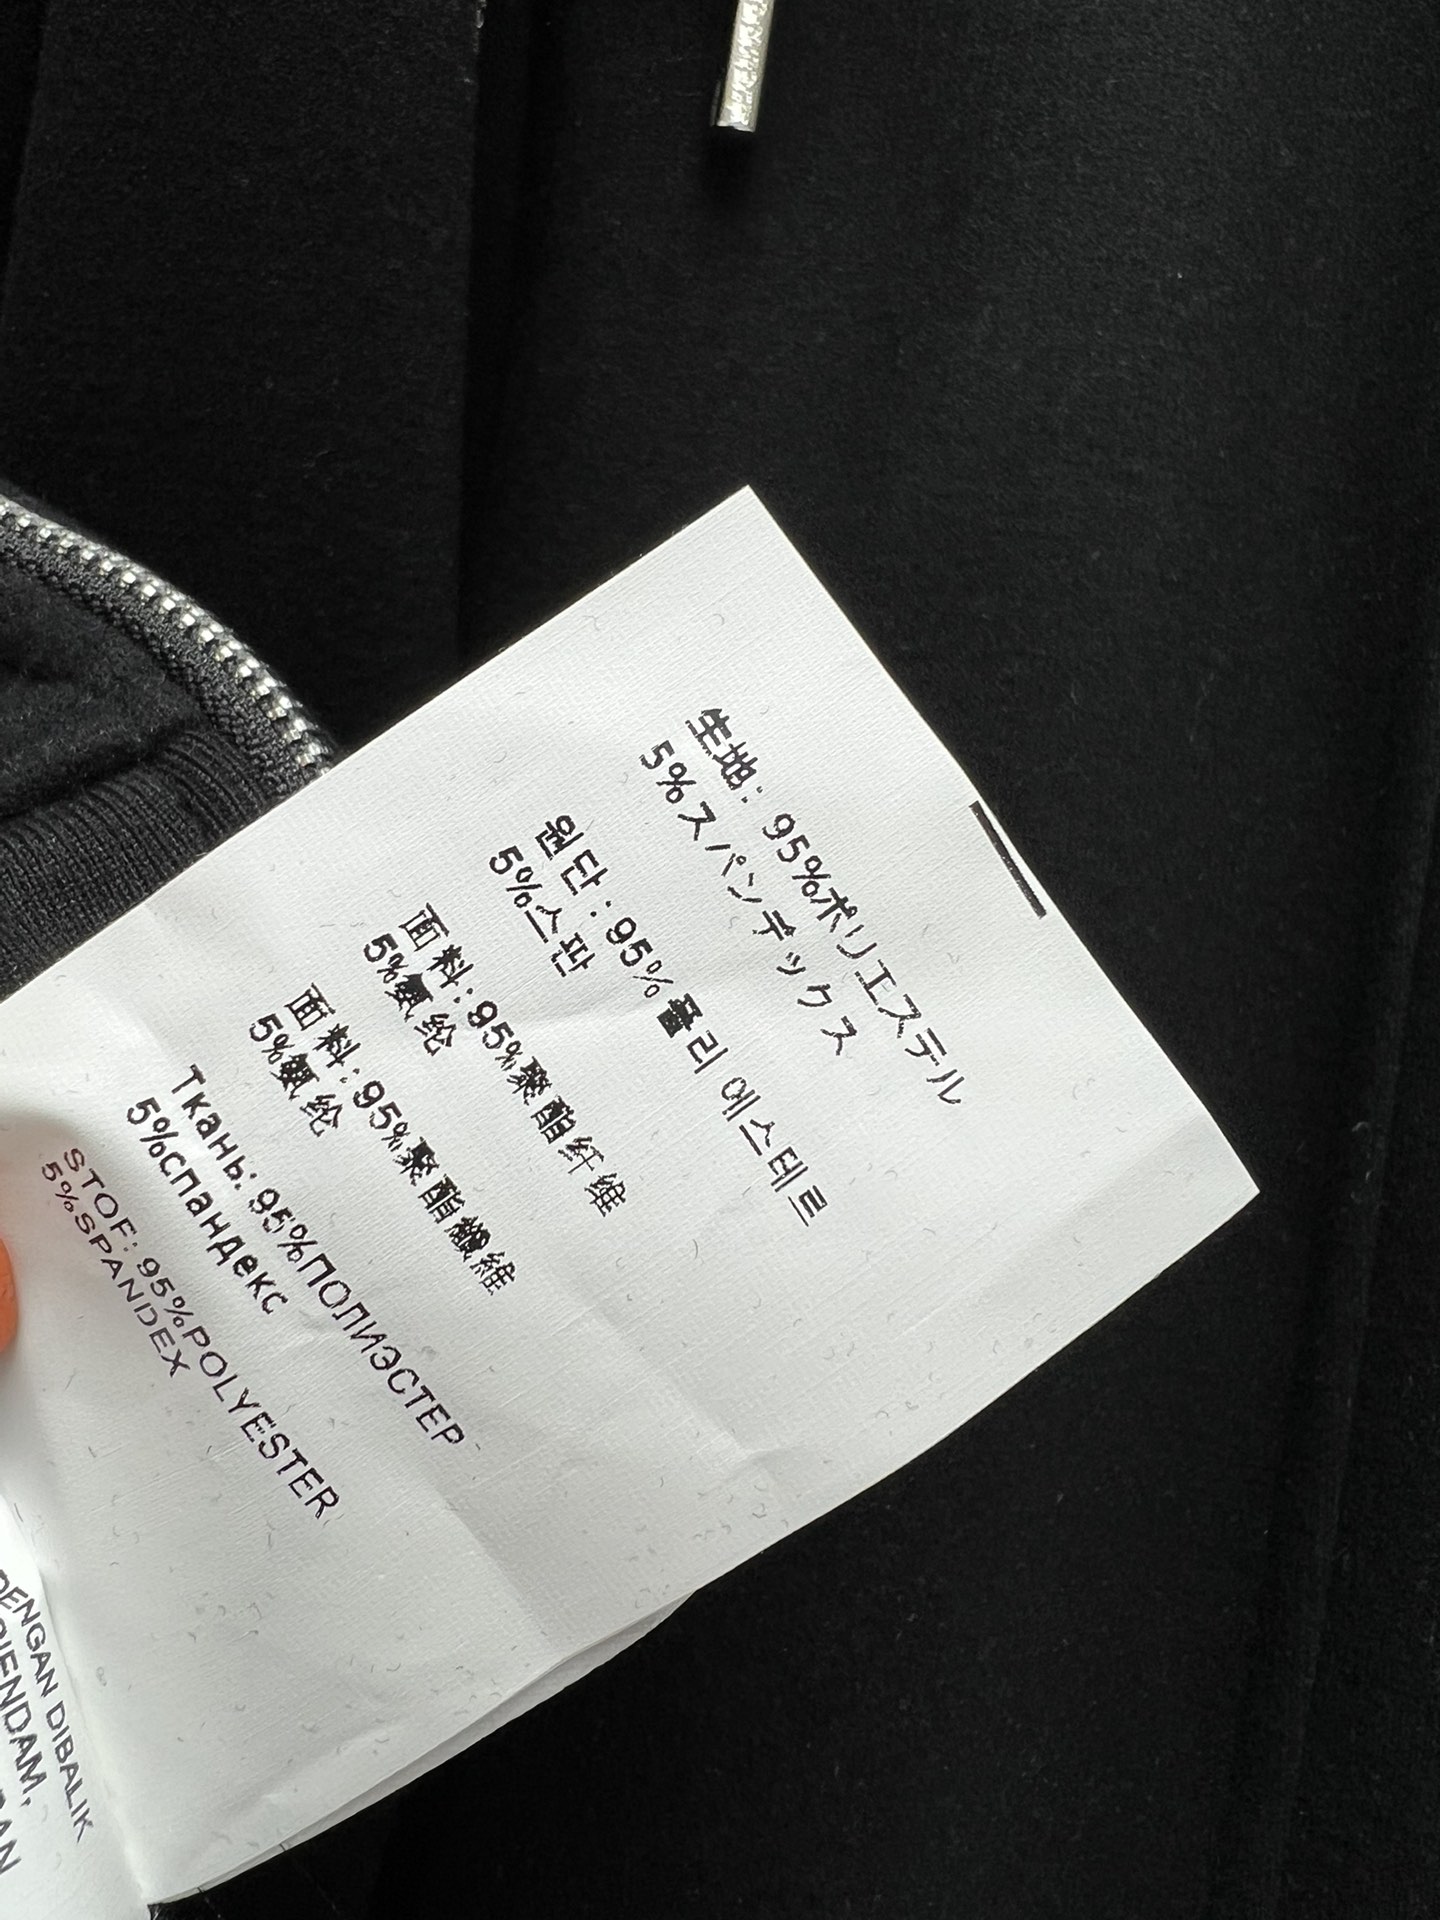 生地: 95%ポリエステル
5%スパンデックス
원단: 95%폴리 에스테르
5%스판
面料: 95%聚酯纤维
5%氨纶
面料: 95%聚酯纖維
5%氨纶
Ткань: 95%ПОЛИЭСТЕР
5%спандекс
STOF: 95%POLYESTER
5%SPANDEX
DENGAN DIBALIK